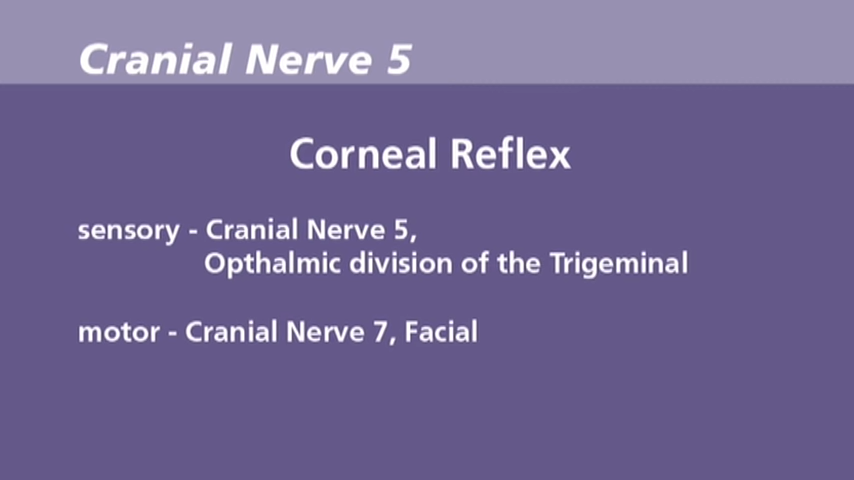 Cranial Nerve 5
Corneal Reflex
sensory - Cranial Nerve 5,
Opthalmic division of the Trigeminal
motor - Cranial Nerve 7, Facial